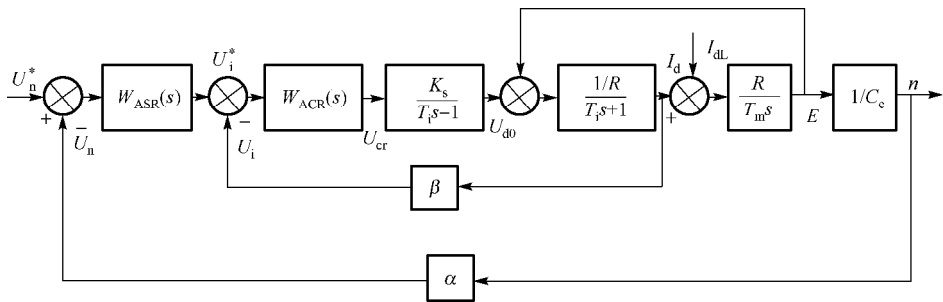 U*n
+
−
Un
WASR(s)
U*i
−
Ui
WACR(s)
Ucr
Ks
Tis−1
Ud0
1/R
Tis+1
Id
+
IdL
R
Tms
E
1/Ce
n
β
α